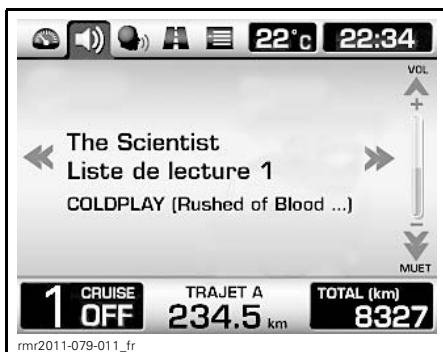 22°c 22:34
VOL
+
The Scientist
Liste de lecture 1
COLDPLAY (Rushed of Blood ...)
−
MUET
1 CRUISE OFF
TRAJET A
234.5 km
TOTAL (km)
8327
rmr2011-079-011_fr